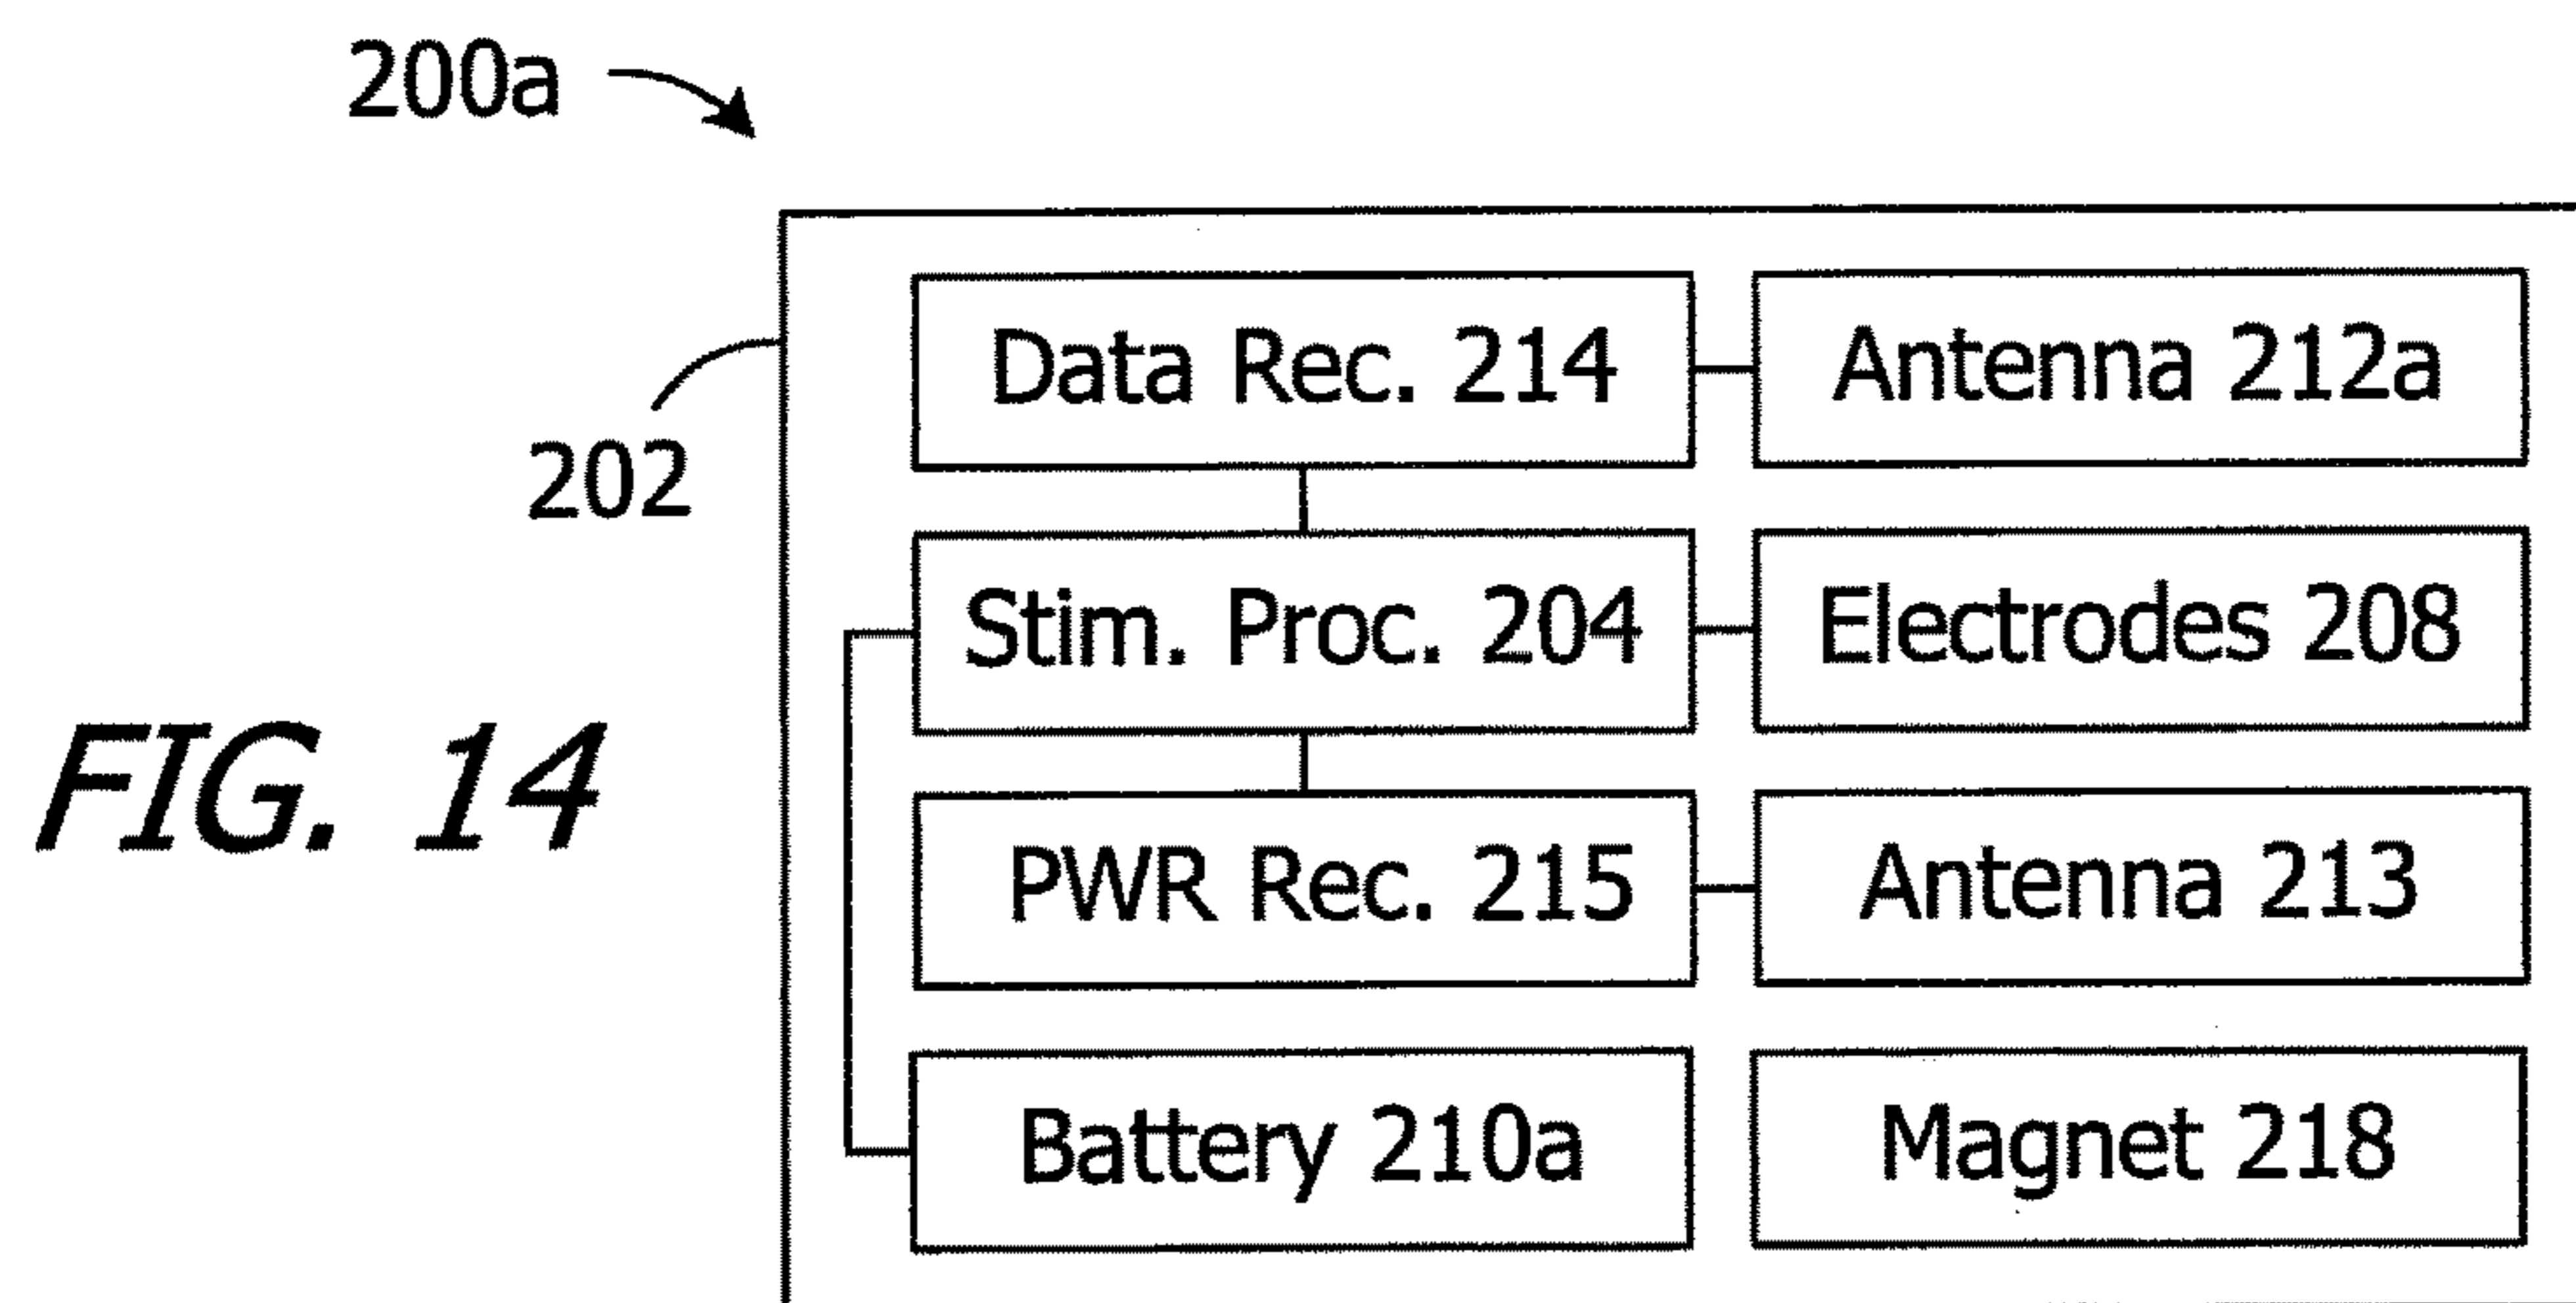 200a
202
Data Rec. 214
Antenna 212a
Stim. Proc. 204
Electrodes 208
FIG. 14
PWR Rec. 215
Antenna 213
Battery 210a
Magnet 218